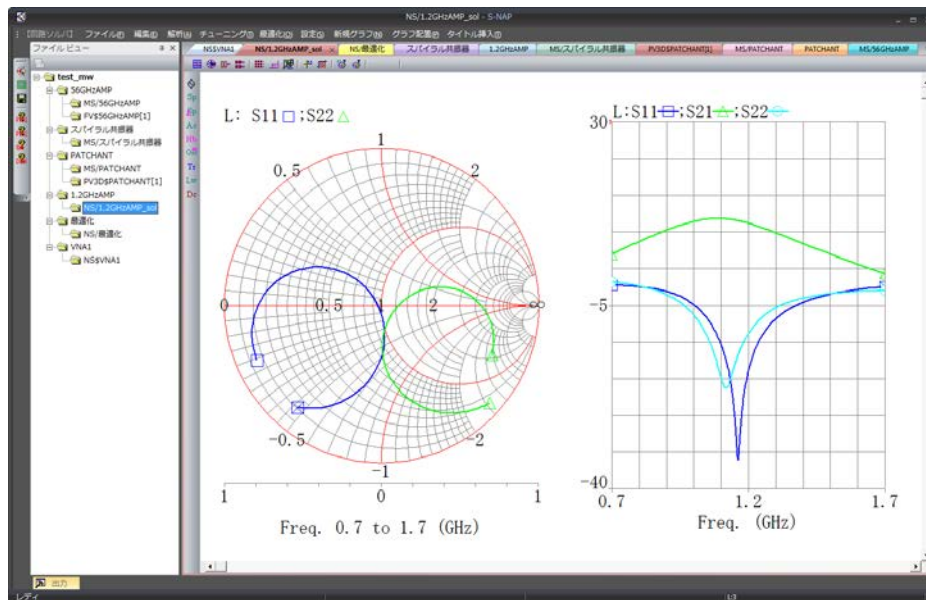 NS/1.2GHzAMP_sol - S-NAP
[回路ソルバ] ファイル(F) 編集(E) 解析(A) チューニング(T) 最適化(O) 設定(S) 新規グラフ(N) グラフ配置(P) タイトル挿入(I)
ファイルビュー
NS$VNA1 NS/1.2GHzAMP_sol NS/最適化 スパイラル共振器 1.2GHzAMP MS/スパイラル共振器 PV3D$PATCHANT[1] MS/PATCHANT PATCHANT MS/56GHzAMP
test_mw
56GHzAMP
MS/56GHzAMP
FV$56GHzAMP[1]
スパイラル共振器
MS/スパイラル共振器
PATCHANT
MS/PATCHANT
PV3D$PATCHANT[1]
1.2GHzAMP
NS/1.2GHzAMP_sol
最適化
NS/最適化
VNA1
NS$VNA1
L: S11 ;S22
1
0.5
2
0
0.5
1
2
∞
-0.5
-2
-1
1
0
1
Freq. 0.7 to 1.7 (GHz)
L:S11 ;S21 ;S22
30
-5
-40
0.7
1.2
1.7
Freq. (GHz)
出力
レディ